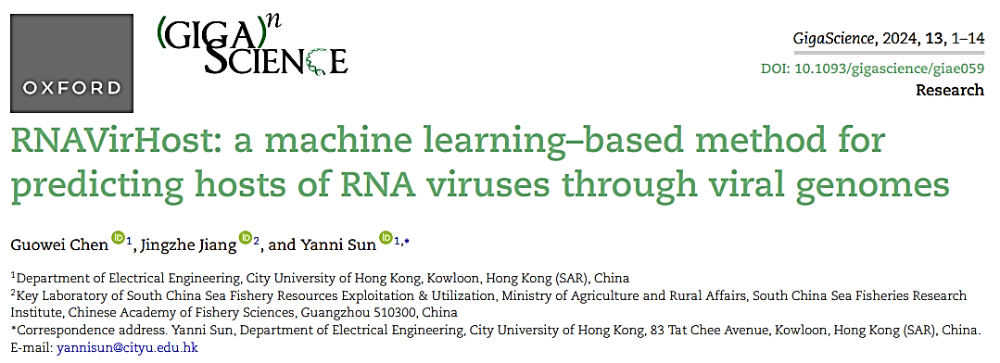 OXFORD
(GIGA)n
SCIENCE
GigaScience, 2024, 13, 1–14
DOI: 10.1093/gigascience/giae059
Research
RNAVirHost: a machine learning–based method for
predicting hosts of RNA viruses through viral genomes
Guowei Chen iD 1, Jingzhe Jiang iD 2, and Yanni Sun iD 1,*
1Department of Electrical Engineering, City University of Hong Kong, Kowloon, Hong Kong (SAR), China
2Key Laboratory of South China Sea Fishery Resources Exploitation & Utilization, Ministry of Agriculture and Rural Affairs, South China Sea Fisheries Research
Institute, Chinese Academy of Fishery Sciences, Guangzhou 510300, China
*Correspondence address. Yanni Sun, Department of Electrical Engineering, City University of Hong Kong, 83 Tat Chee Avenue, Kowloon, Hong Kong (SAR), China.
E-mail: yannisun@cityu.edu.hk